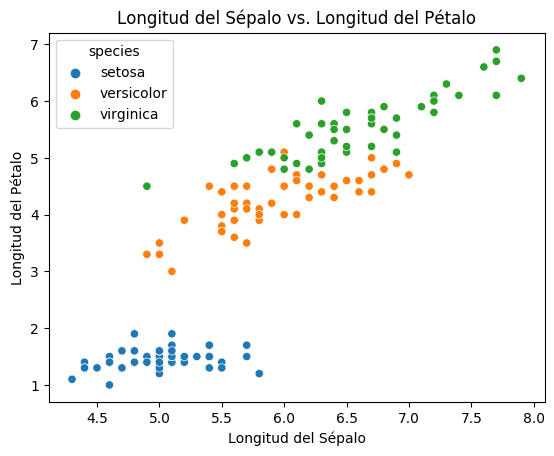 Longitud del Sépalo vs. Longitud del Pétalo
species
setosa
versicolor
virginica
Longitud del Pétalo
7
6
5
4
3
2
1
4.5 5.0 5.5 6.0 6.5 7.0 7.5 8.0
Longitud del Sépalo